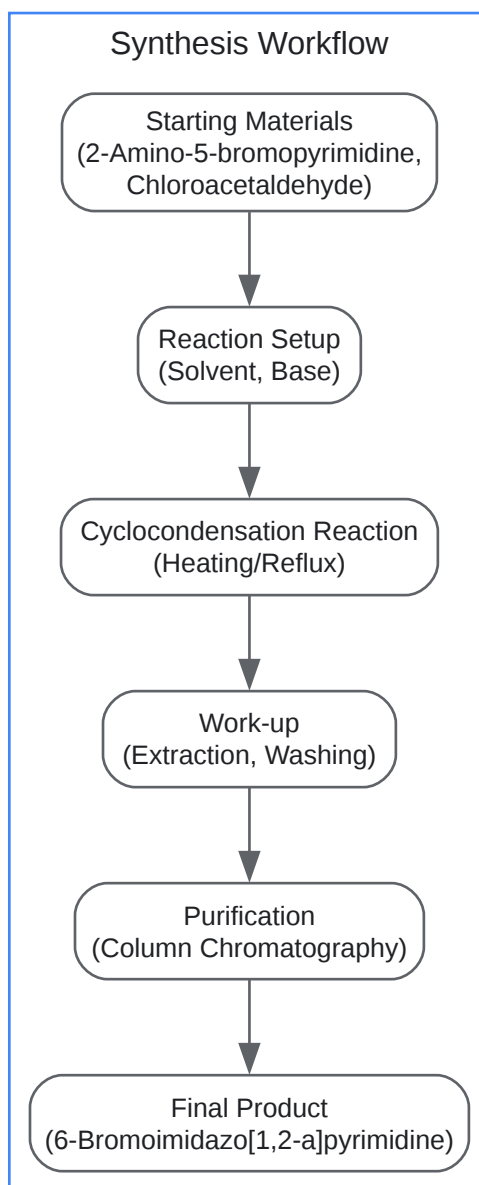 Synthesis Workflow
Starting Materials
(2-Amino-5-bromopyrimidine,
Chloroacetaldehyde)
Reaction Setup
(Solvent, Base)
Cyclocondensation Reaction
(Heating/Reflux)
Work-up
(Extraction, Washing)
Purification
(Column Chromatography)
Final Product
(6-Bromoimidazo[1,2-a]pyrimidine)